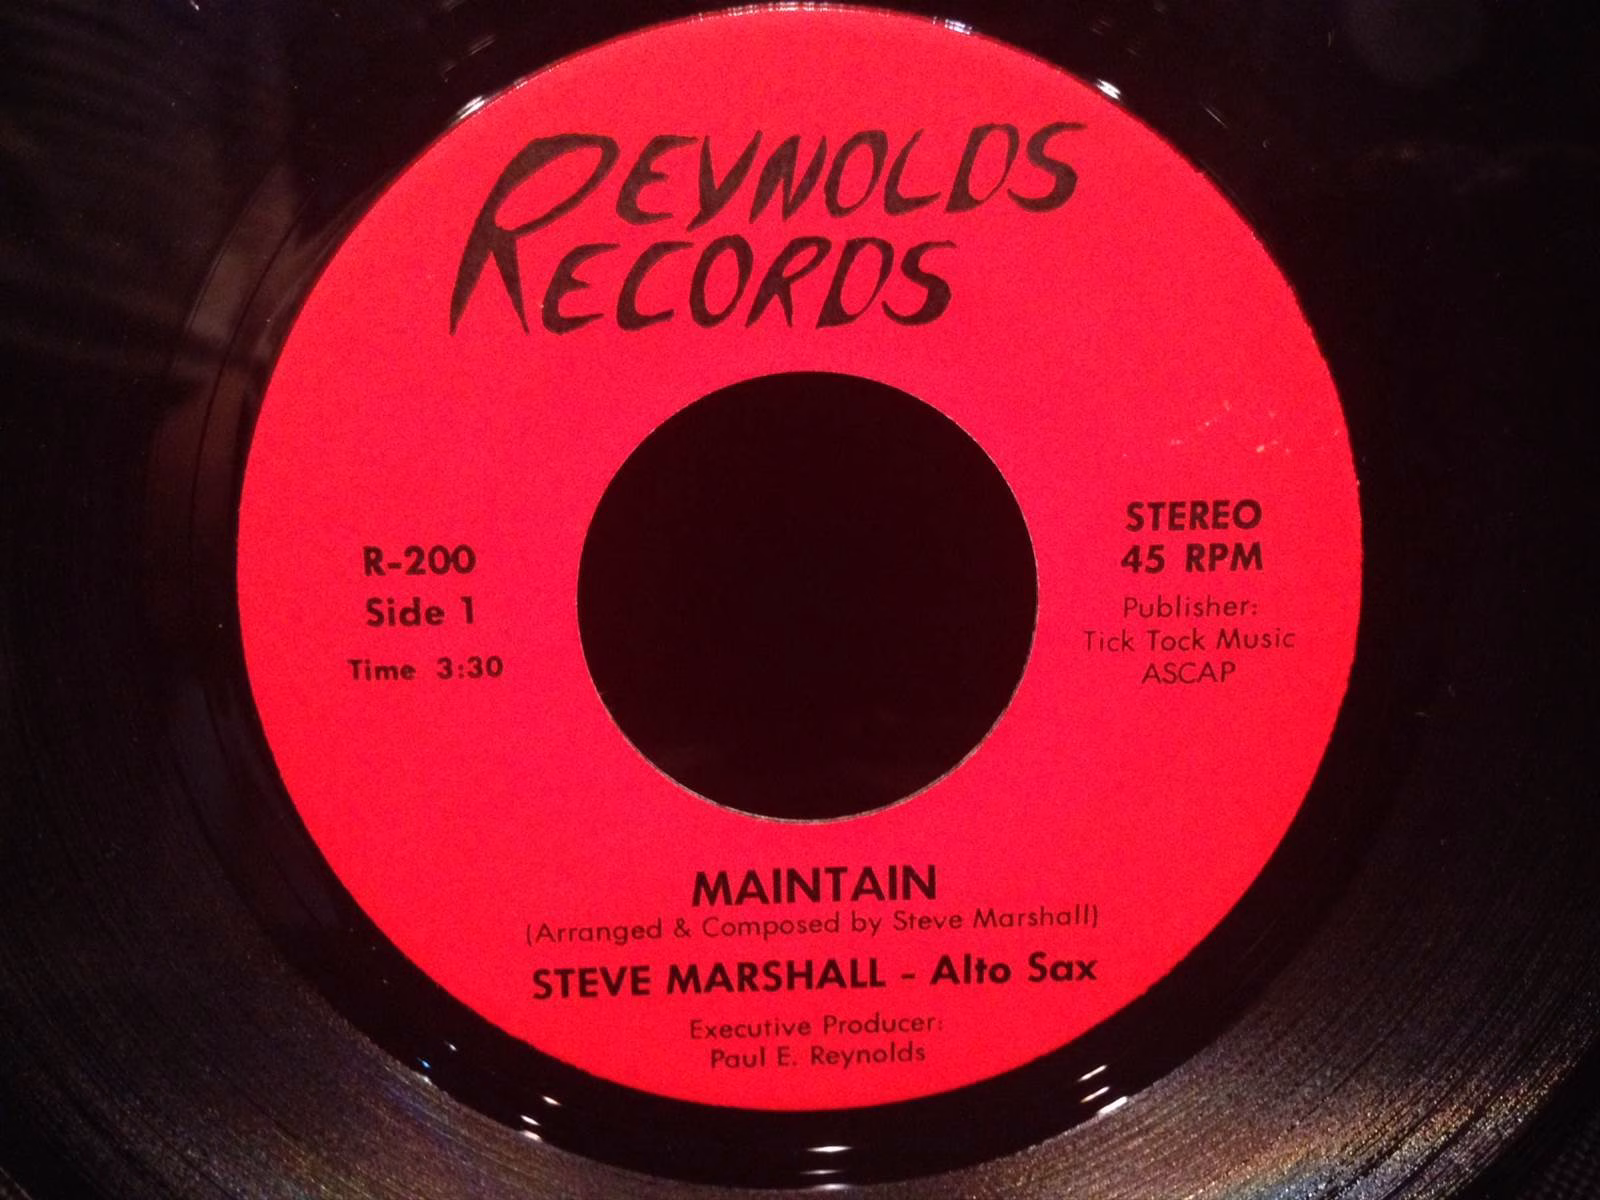 REYNOLDS
RECORDS
R-200
Side 1
Time 3:30
STEREO
45 RPM
Publisher:
Tick Tock Music
ASCAP
MAINTAIN
(Arranged & Composed by Steve Marshall)
STEVE MARSHALL - Alto Sax
Executive Producer:
Paul E. Reynolds